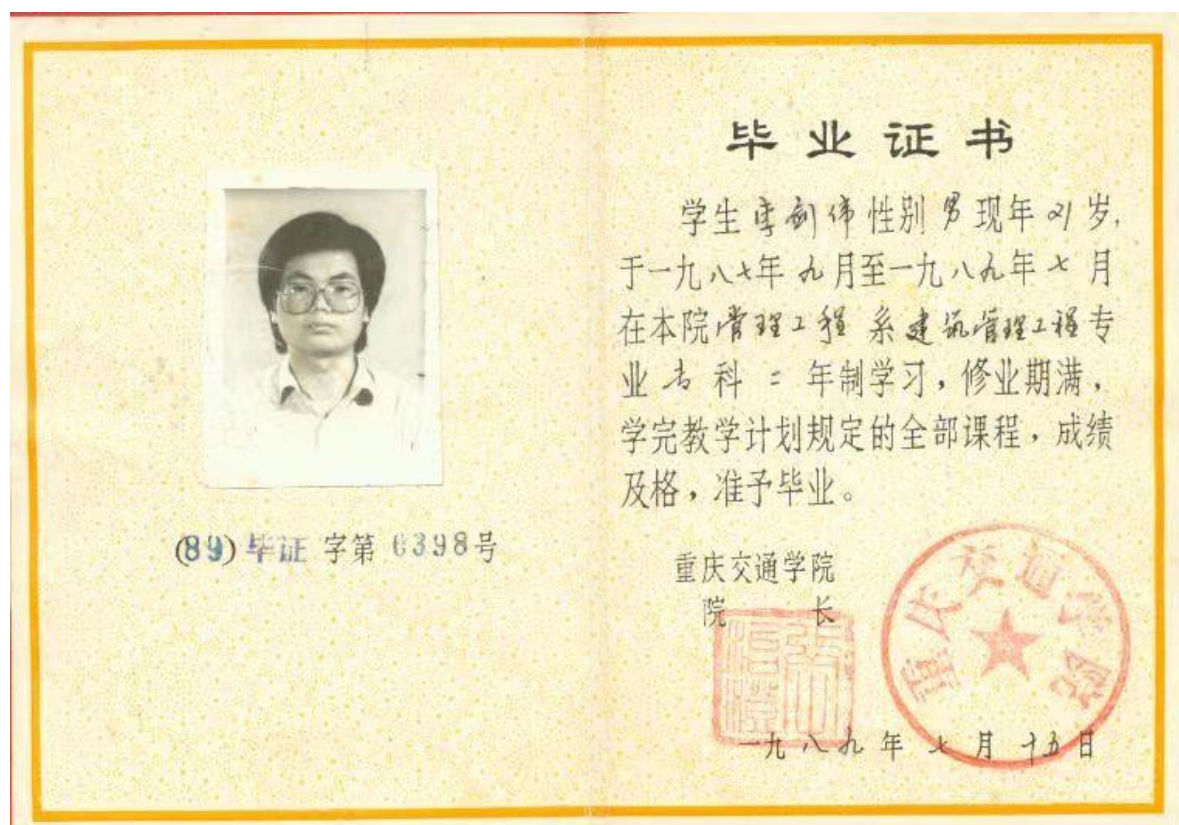 (89) 毕证 字第 6398号
毕业证书
学生李剑伟性别男现年21岁,
于一九八七年九月至一九八九年七月
在本院管理工程系建筑管理工程专
业专科二年制学习，修业期满，
学完教学计划规定的全部课程，成绩
及格，准予毕业。
重庆交通学院
院长
重庆交通学院
一九八九年七月十五日